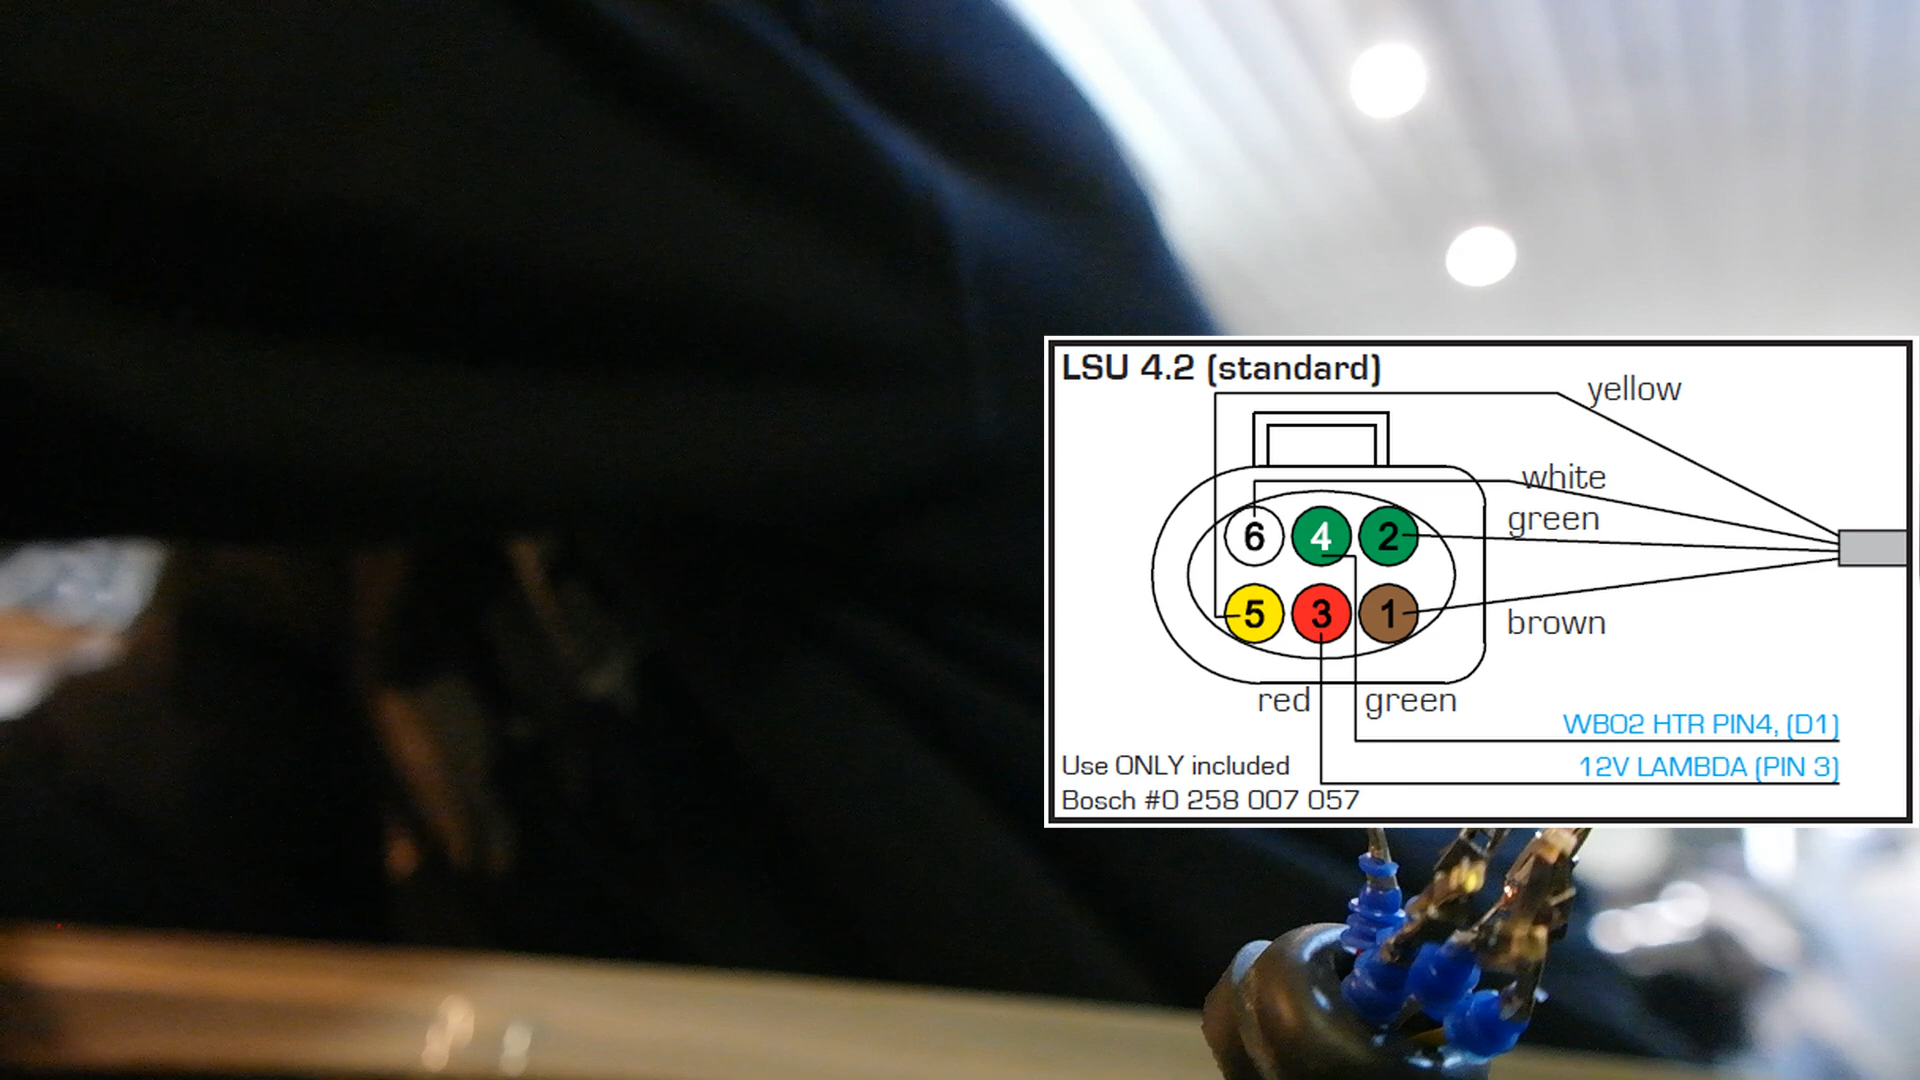 LSU 4.2 (standard)
yellow
white
green
6 4 2
5 3 1
brown
red green
WBO2 HTR PIN4, (D1)
12V LAMBDA (PIN 3)
Use ONLY included
Bosch #0 258 007 057